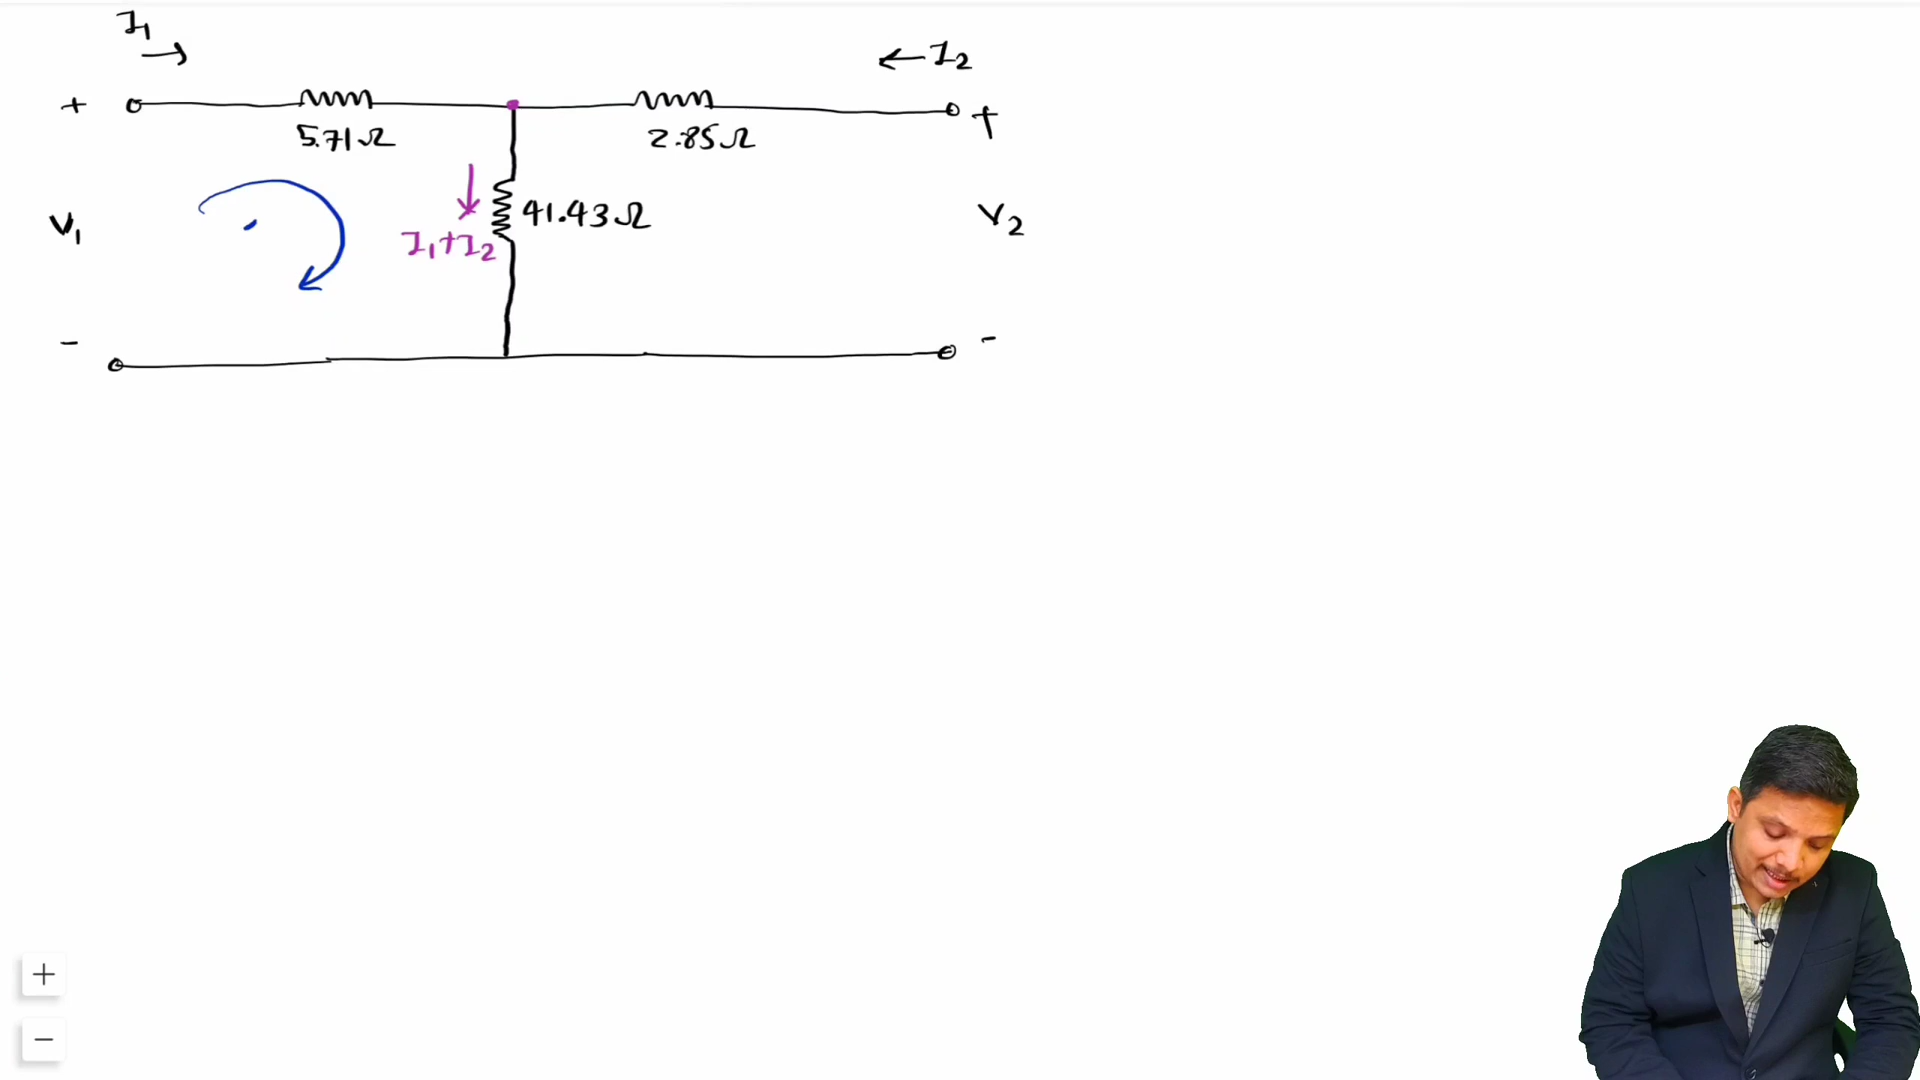 I₁
→
← I₂
+
+
5.71Ω
2.85Ω
V₁
41.43Ω
V₂
I₁+I₂
-
-
+
−